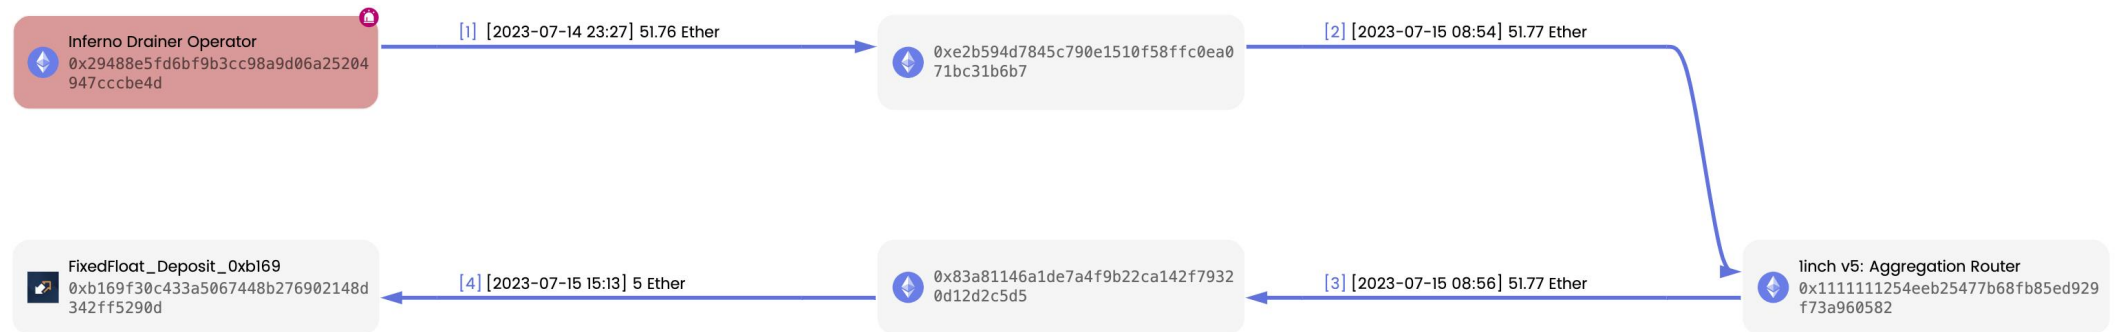 Inferno Drainer Operator
0x29488e5fd6bf9b3cc98a9d06a25204
947cccbe4d
[1] [2023-07-14 23:27] 51.76 Ether
0xe2b594d7845c790e1510f58ffc0ea0
71bc31b6b7
[2] [2023-07-15 08:54] 51.77 Ether
1inch v5: Aggregation Router
0x1111111254eeb25477b68fb85ed929
f73a960582
[3] [2023-07-15 08:56] 51.77 Ether
0x83a81146a1de7a4f9b22ca142f7932
0d12d2c5d5
[4] [2023-07-15 15:13] 5 Ether
FixedFloat_Deposit_0xb169
0xb169f30c433a5067448b276902148d
342ff5290d